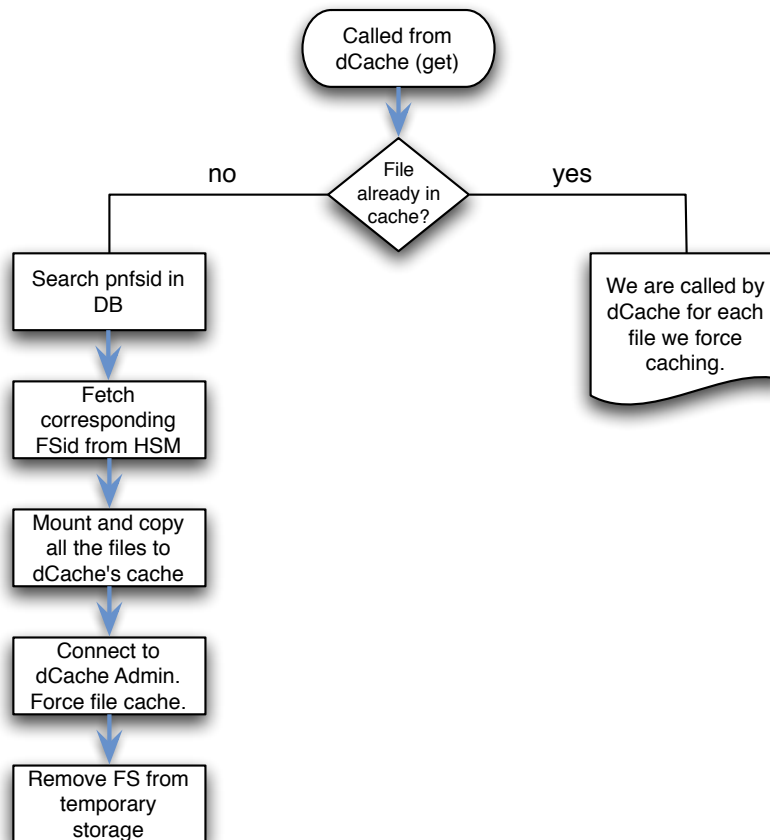 Called from
dCache (get)
File
already in
cache?
no
yes
Search pnfsid in
DB
We are called by
dCache for each
file we force
caching.
Fetch
corresponding
FSid from HSM
Mount and copy
all the files to
dCache's cache
Connect to
dCache Admin.
Force file cache.
Remove FS from
temporary
storage